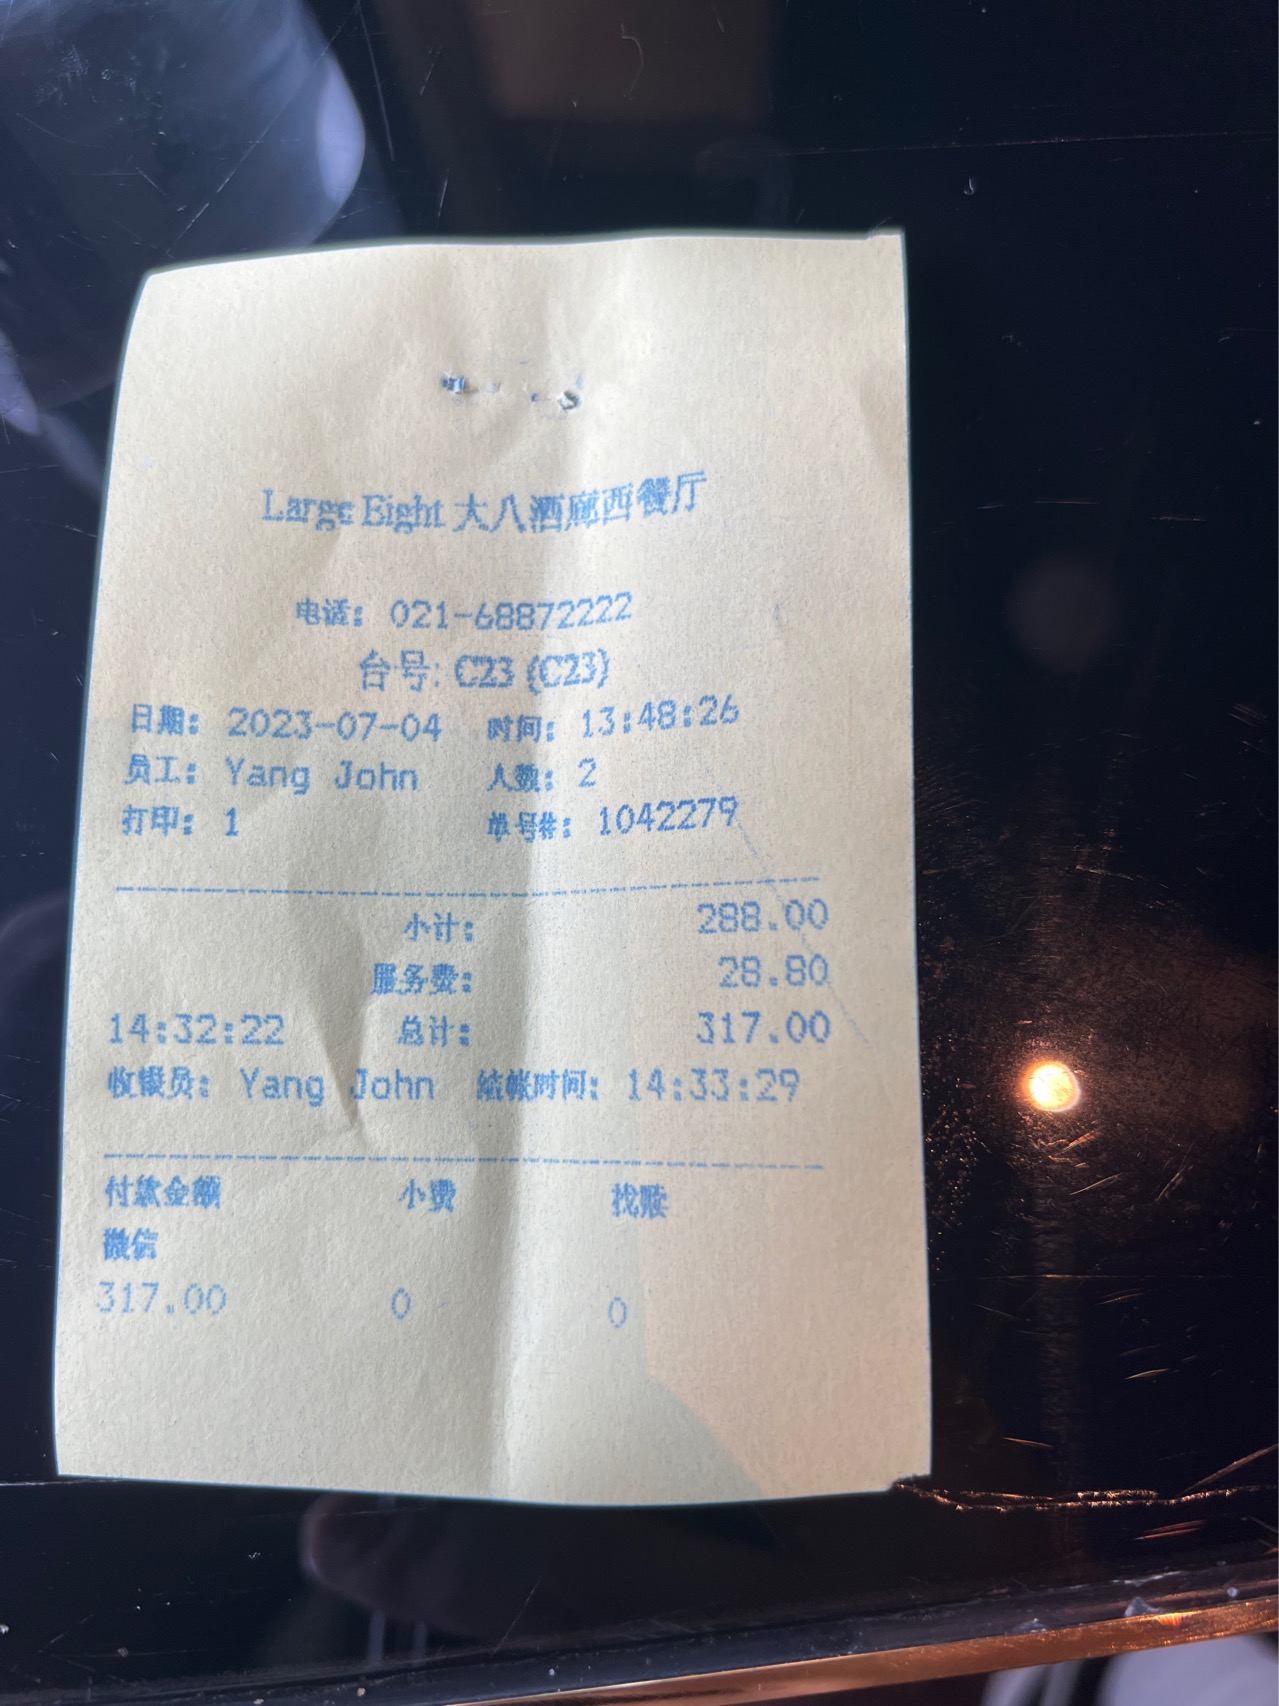 Large Eight 大八酒廊西餐厅
电话: 021-68872222
台号: C23 (C23)
日期: 2023-07-04 时间: 13:48:26
员工: Yang John 人数: 2
打印: 1 单号#: 1042279
小计: 288.00
服务费: 28.80
14:32:22 总计: 317.00
收银员: Yang John 结帐时间: 14:33:29
付款金额 小费 找赎
微信
317.00 0 0